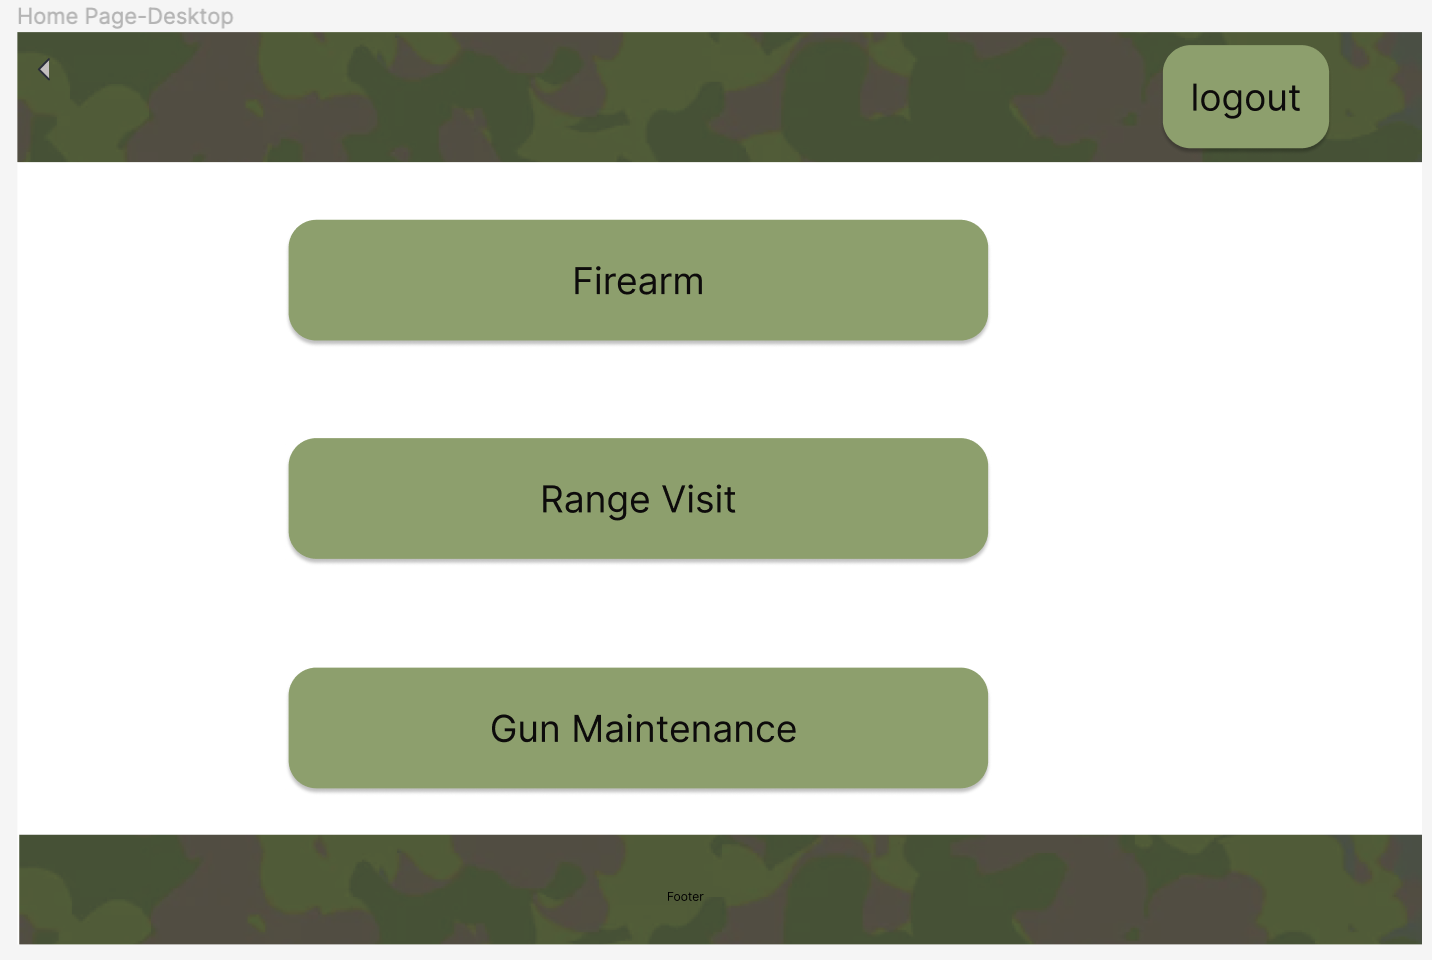 Home Page-Desktop
logout
Firearm
Range Visit
Gun Maintenance
Footer